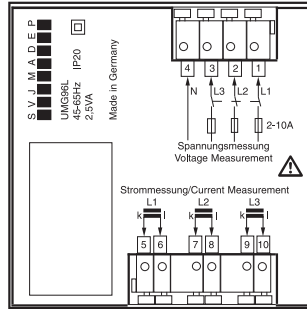 S V J M A D E P
UMG96L
45-65Hz IP20
2,5VA
Made in Germany
4 3 2 1
N L3 L2 L1
2-10A
Spannungsmessung
Voltage Measurement
Strommessung/Current Measurement
L1 L2 L3
k l k l k l
5 6 7 8 9 10